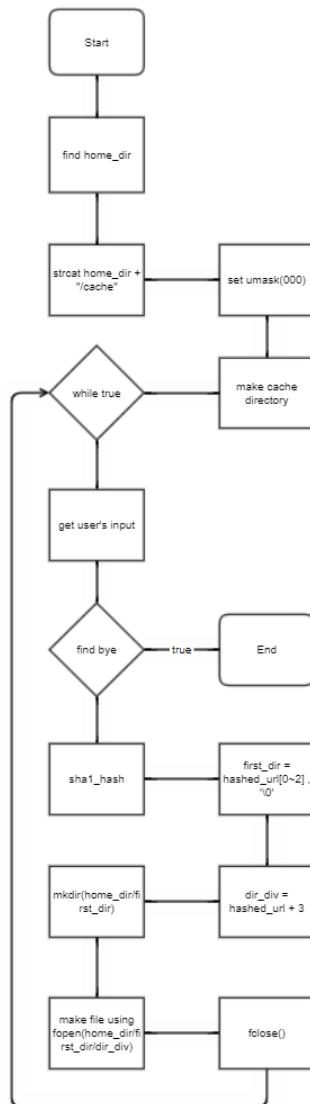 Start
find home_dir
strcat home_dir +
"/cache"
set umask(000)
while true
make cache
directory
get user's input
find bye
true
End
sha1_hash
first_dir =
hashed_url[0~2] ,
'\0'
mkdir(home_dir/fi
rst_dir)
dir_div =
hashed_url + 3
make file using
fopen(home_dir/fi
rst_dir/dir_div)
fclose()